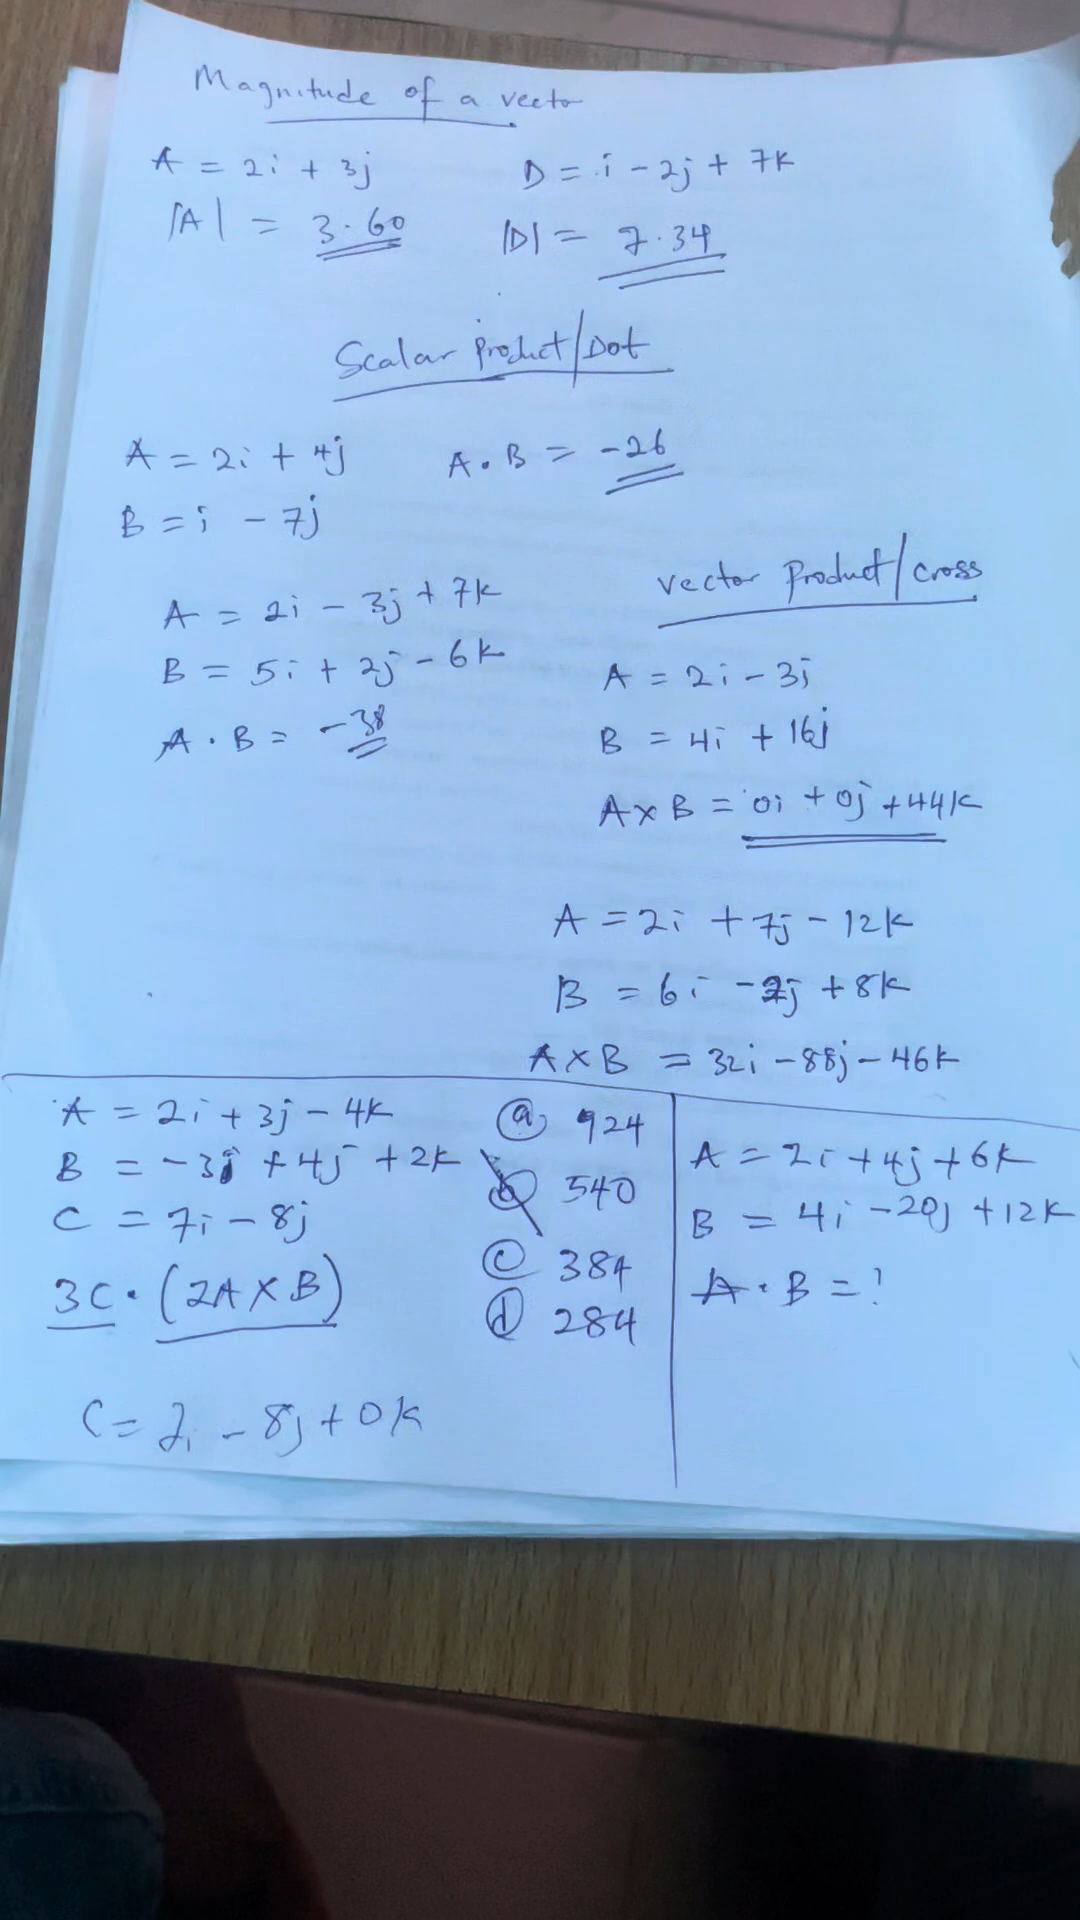 Magnitude of a vector
A = 2i + 3j
|A| = 3.60
D = i - 2j + 7k
|D| = 7.34
Scalar Product/Dot
A = 2i + 4j
B = i - 7j
A . B = -26
A = 2i - 3j + 7k
B = 5i + 2j - 6k
A . B = -38
Vector Product/cross
A = 2i - 3j
B = 4i + 16j
A x B = 0i + 0j + 44k
A = 2i + 7j - 12k
B = 6i - 2j + 8k
A x B = 32i - 88j - 46k
A = 2i + 3j - 4k
B = -3i + 4j + 2k
C = 7i - 8j
3C . (2A x B)
C = 7i - 8j + 0k
(a) 924
(b) 540
(c) 384
(d) 284
A = 2i + 4j + 6k
B = 4i - 20j + 12k
A . B = ?